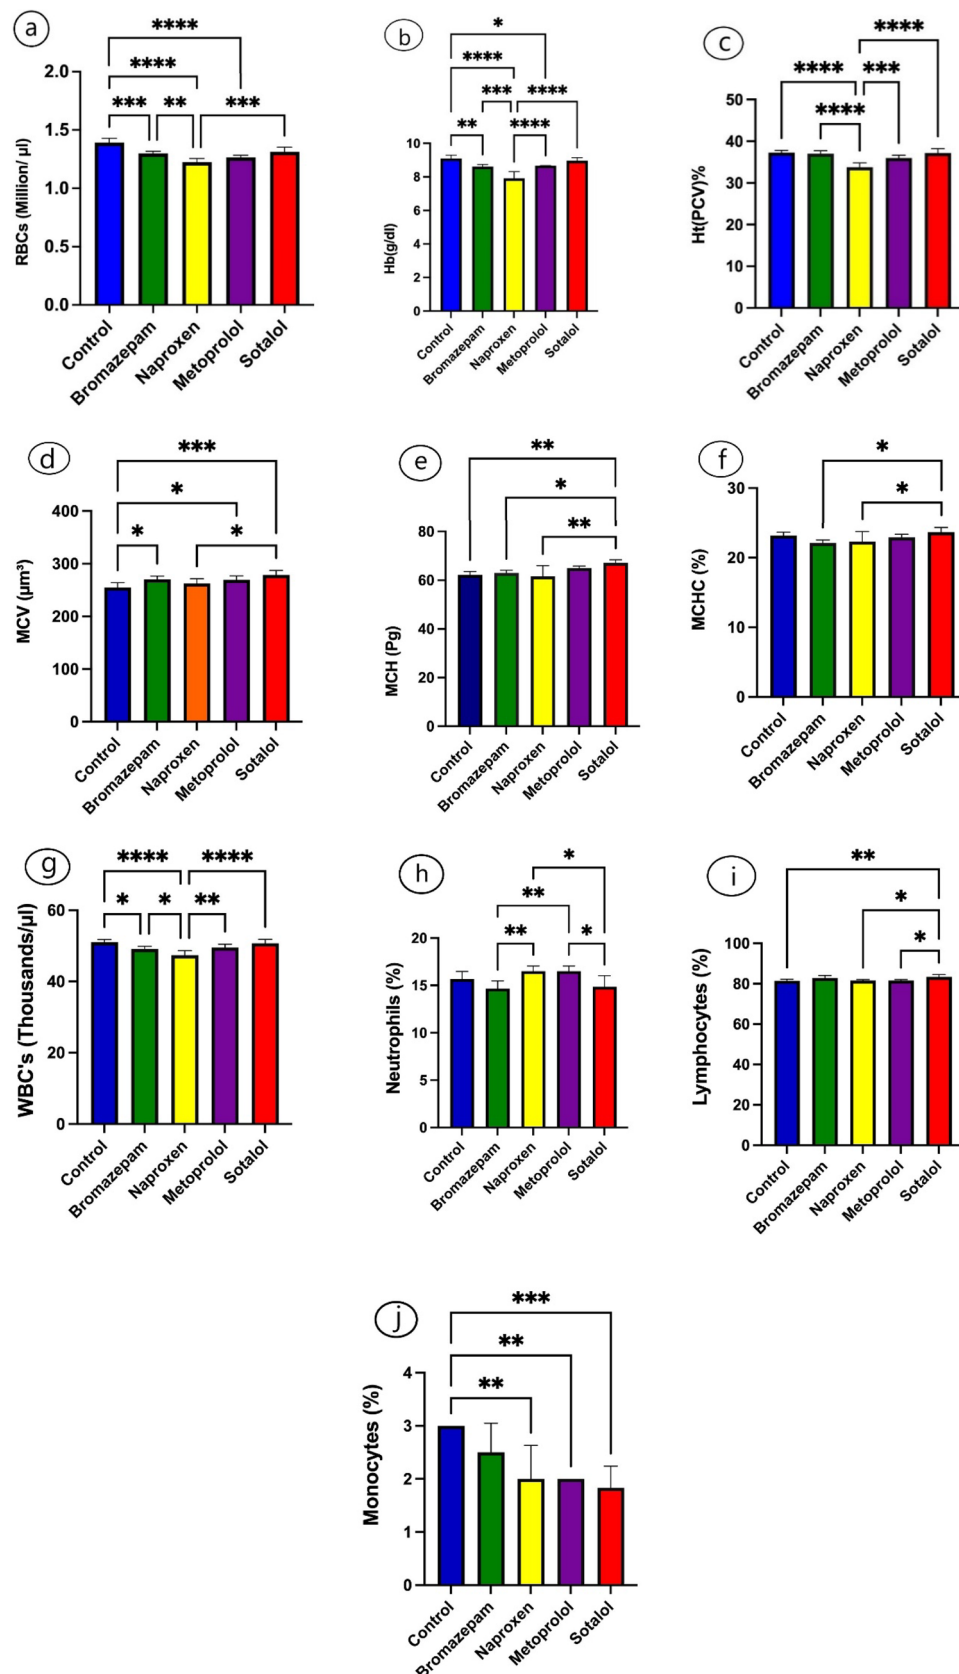 a
****
****
*** ** ***
RBCs (Million/ µl)
2.0
1.5
1.0
0.5
0.0
Control
Bromazepam
Naproxen
Metoprolol
Sotalol
b
*
****
*** ****
** ****
Hb(g/dl)
10
8
6
4
2
0
Control
Bromazepam
Naproxen
Metoprolol
Sotalol
c
****
**** ***
****
Ht(PCV)%
50
40
30
20
10
0
Control
Bromazepam
Naproxen
Metoprolol
Sotalol
d
***
*
* *
MCV (µm³)
400
300
200
100
0
Control
Bromazepam
Naproxen
Metoprolol
Sotalol
e
**
*
**
MCH (Pg)
80
60
40
20
0
Control
Bromazepam
Naproxen
Metoprolol
Sotalol
f
*
*
MCHC (%)
30
20
10
0
Control
Bromazepam
Naproxen
Metoprolol
Sotalol
g
**** ****
* * **
WBC's (Thousands/µl)
60
40
20
0
Control
Bromazepam
Naproxen
Metoprolol
Sotalol
h
*
**
** *
Neutrophils (%)
20
15
10
5
0
Control
Bromazepam
Naproxen
Metoprolol
Sotalol
i
**
*
*
Lymphocytes (%)
100
80
60
40
20
0
Control
Bromazepam
Naproxen
Metoprolol
Sotalol
j
***
**
**
Monocytes (%)
4
3
2
1
0
Control
Bromazepam
Naproxen
Metoprolol
Sotalol